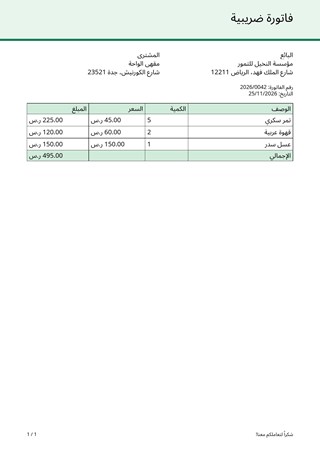 فاتورة ضريبية
البائع
مؤسسة النخيل للتمور
شارع الملك فهد، الرياض 12211
المشتري
مقهى الواحة
شارع الكورنيش، جدة 23521
رقم الفاتورة: 2026/0042
التاريخ: 25/11/2026
الوصف الكمية السعر المبلغ
تمر سكري 5 45.00 ر.س 225.00 ر.س
قهوة عربية 2 60.00 ر.س 120.00 ر.س
عسل سدر 1 150.00 ر.س 150.00 ر.س
الإجمالي 495.00 ر.س
شكراً لتعاملكم معنا!
1 / 1